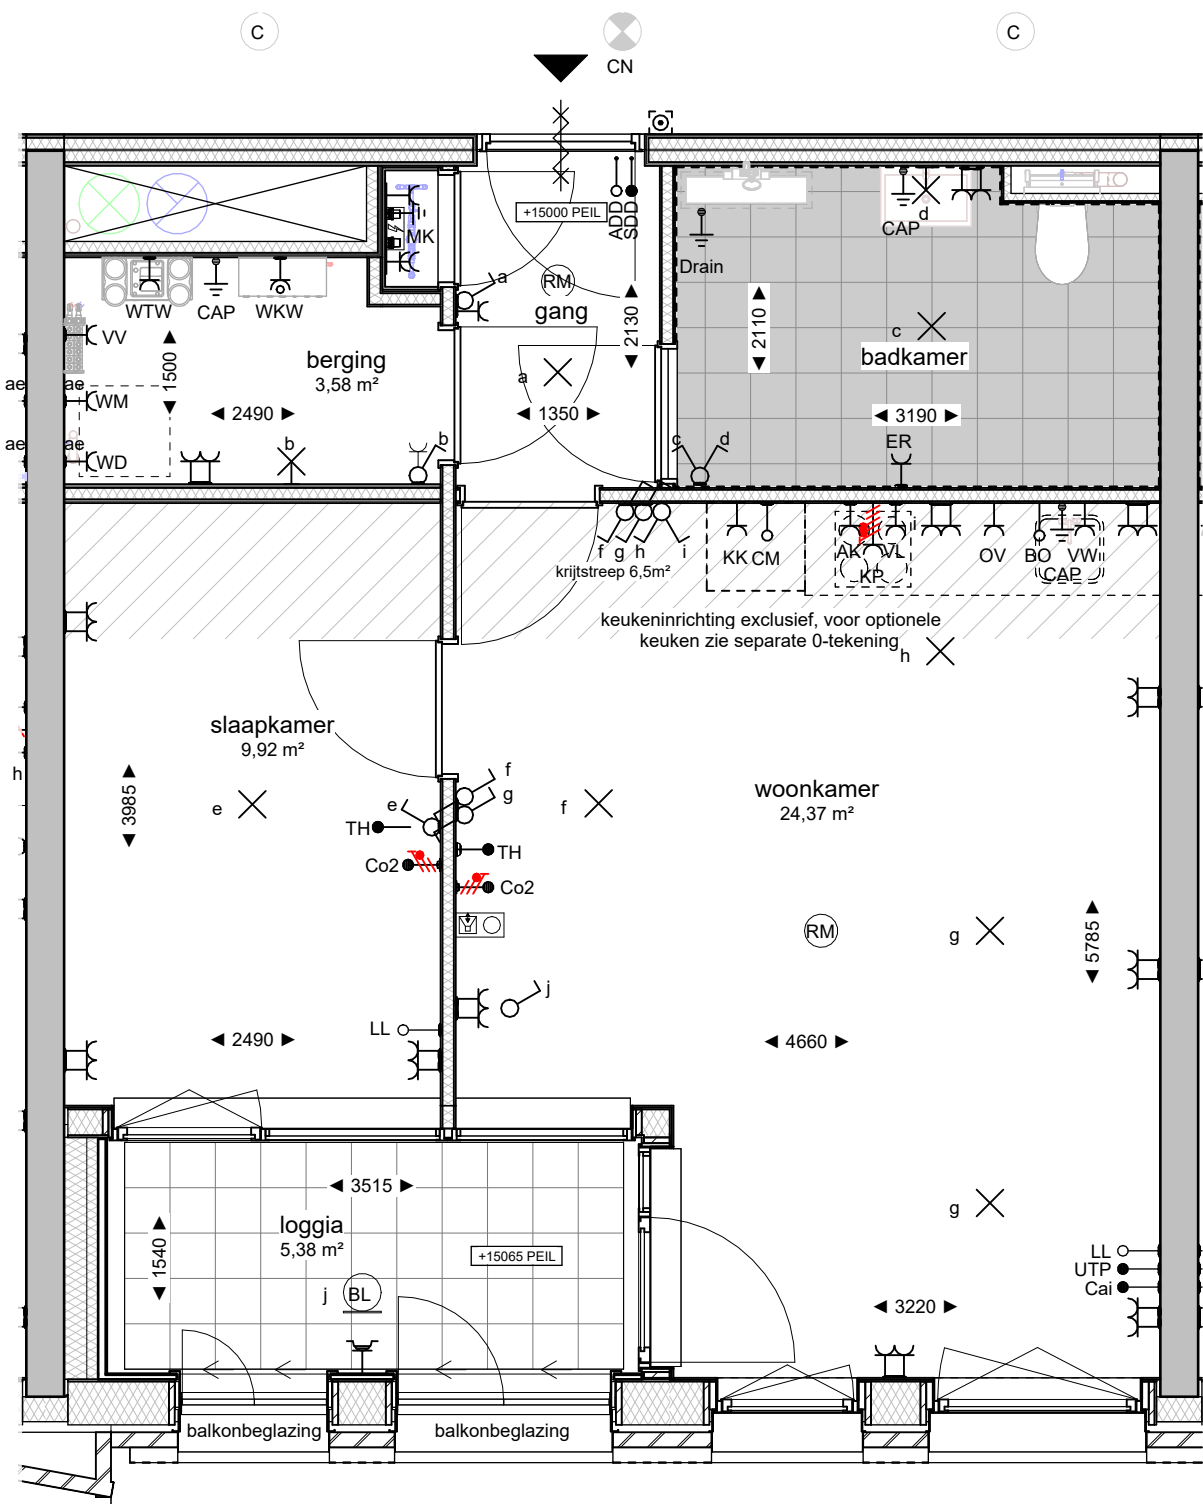 C
CN
C
+15000 PEIL
ADD
SDD
MK
d
CAP
Drain
a
RM
gang
WTW
CAP
WKW
VV
1500
berging
3,58 m²
2130
2110
c
badkamer
ae
ae
WM
2490
a
1350
3190
ae
ae
WD
b
b
c
d
ER
f
g
h
i
krijtstreep 6,5m²
KK
CM
AK
VL
KP
OV
BO
VW
CAP
keukeninrichting exclusief, voor optionele
keuken zie separate 0-tekening
h
slaapkamer
9,92 m²
h
3985
e
e
f
g
f
woonkamer
24,37 m²
TH
TH
Co2
Co2
RM
g
5785
j
LL
2490
4660
3515
loggia
5,38 m²
1540
+15065 PEIL
j
BL
g
LL
UTP
Cai
3220
balkonbeglazing
balkonbeglazing